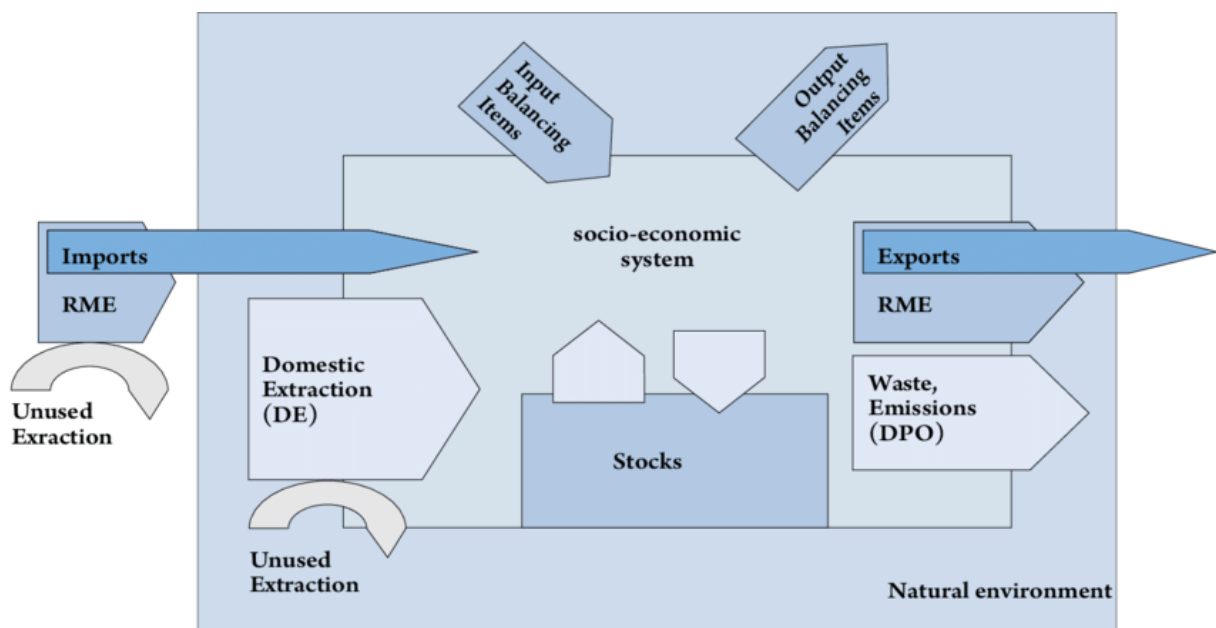 Input
Balancing
Items
Output
Balancing
Items
socio-economic
system
Imports
RME
Exports
RME
Domestic
Extraction
(DE)
Waste,
Emissions
(DPO)
Unused
Exraction
Stocks
Unused
Extraction
Natural environment